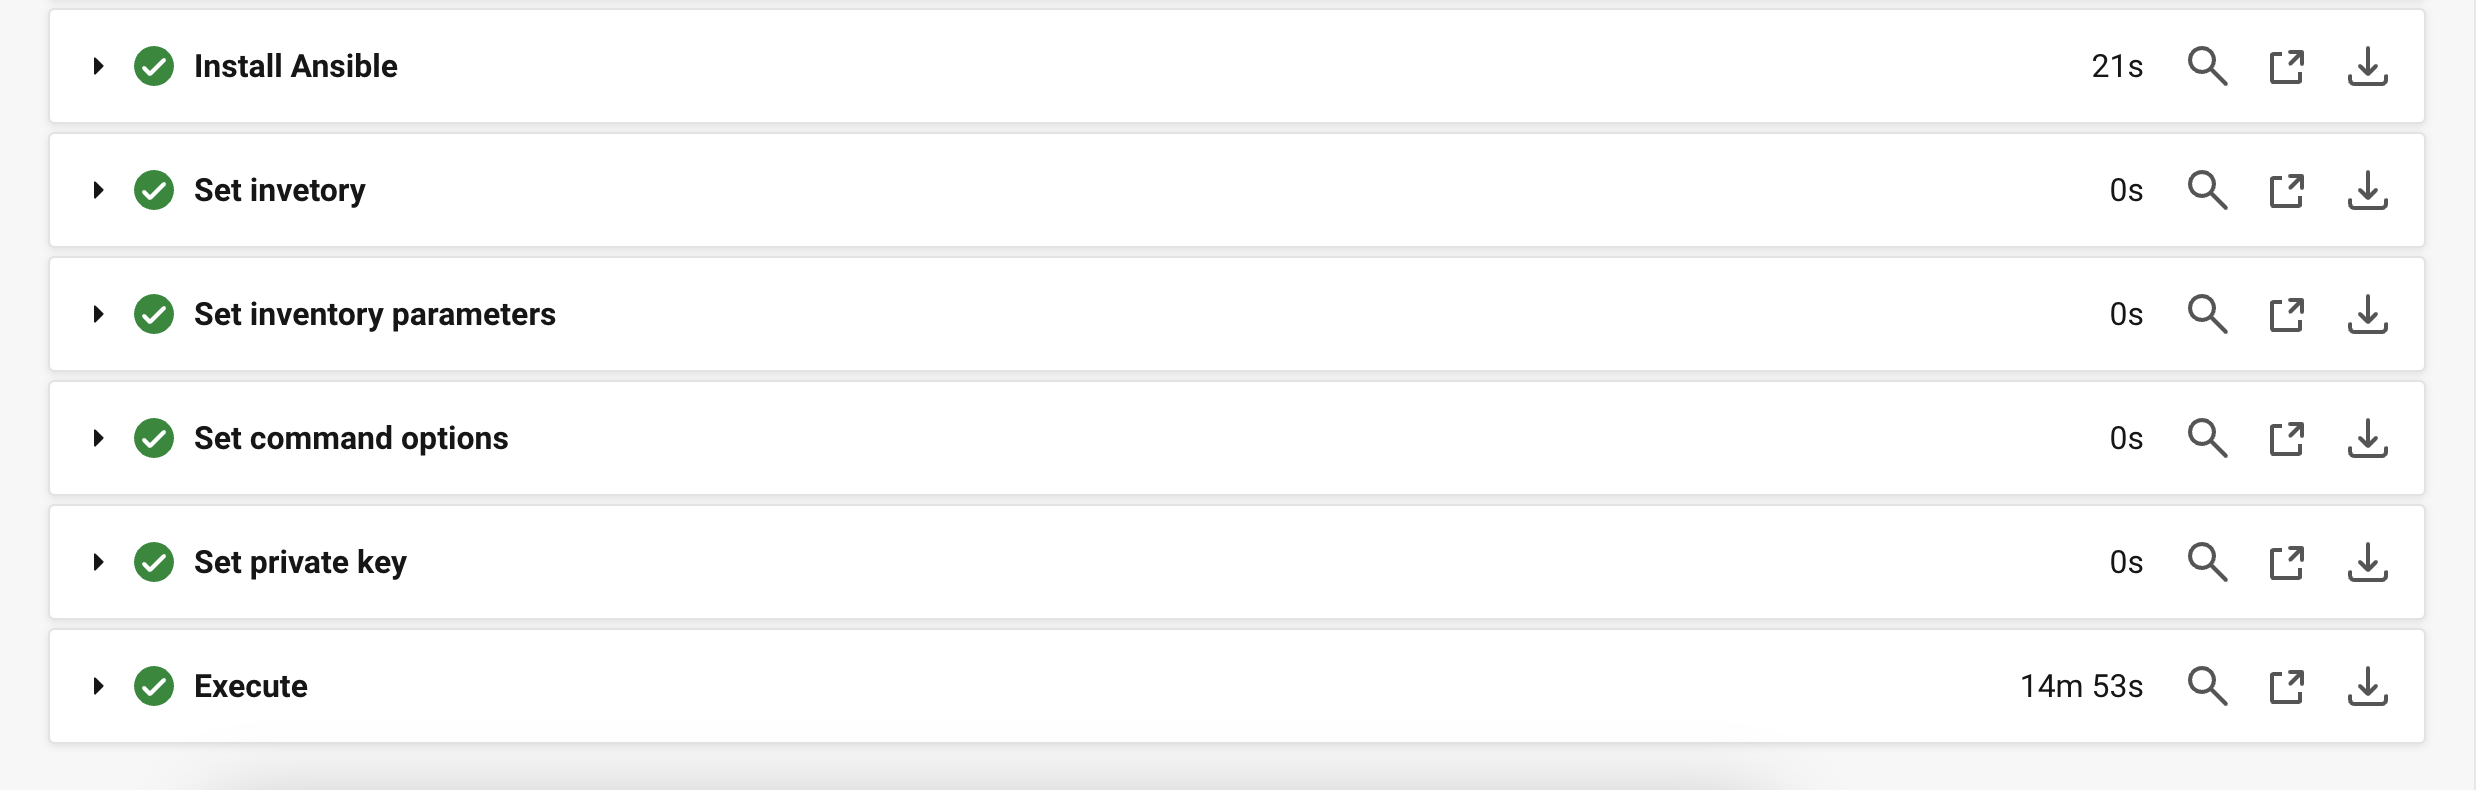 Install Ansible 21s
Set invetory 0s
Set inventory parameters 0s
Set command options 0s
Set private key 0s
Execute 14m 53s